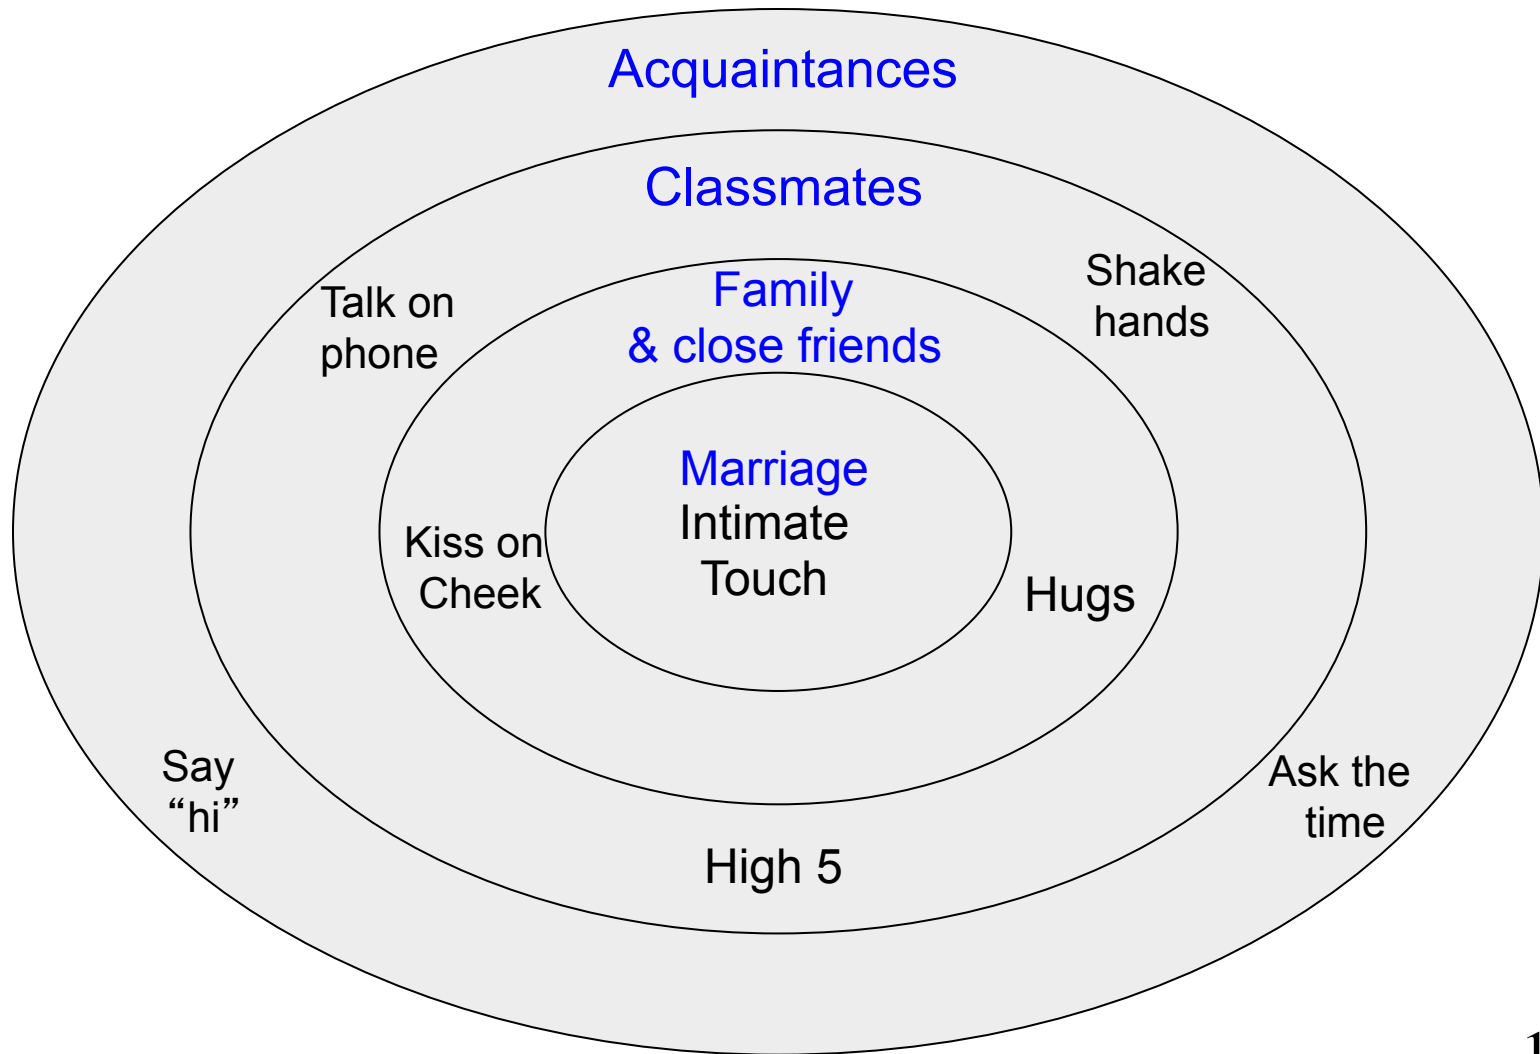 Acquaintances
Classmates
Shake
hands
Talk on
phone
Family
& close friends
Marriage
Intimate
Touch
Kiss on
Cheek
Hugs
Say
“hi”
Ask the
time
High 5